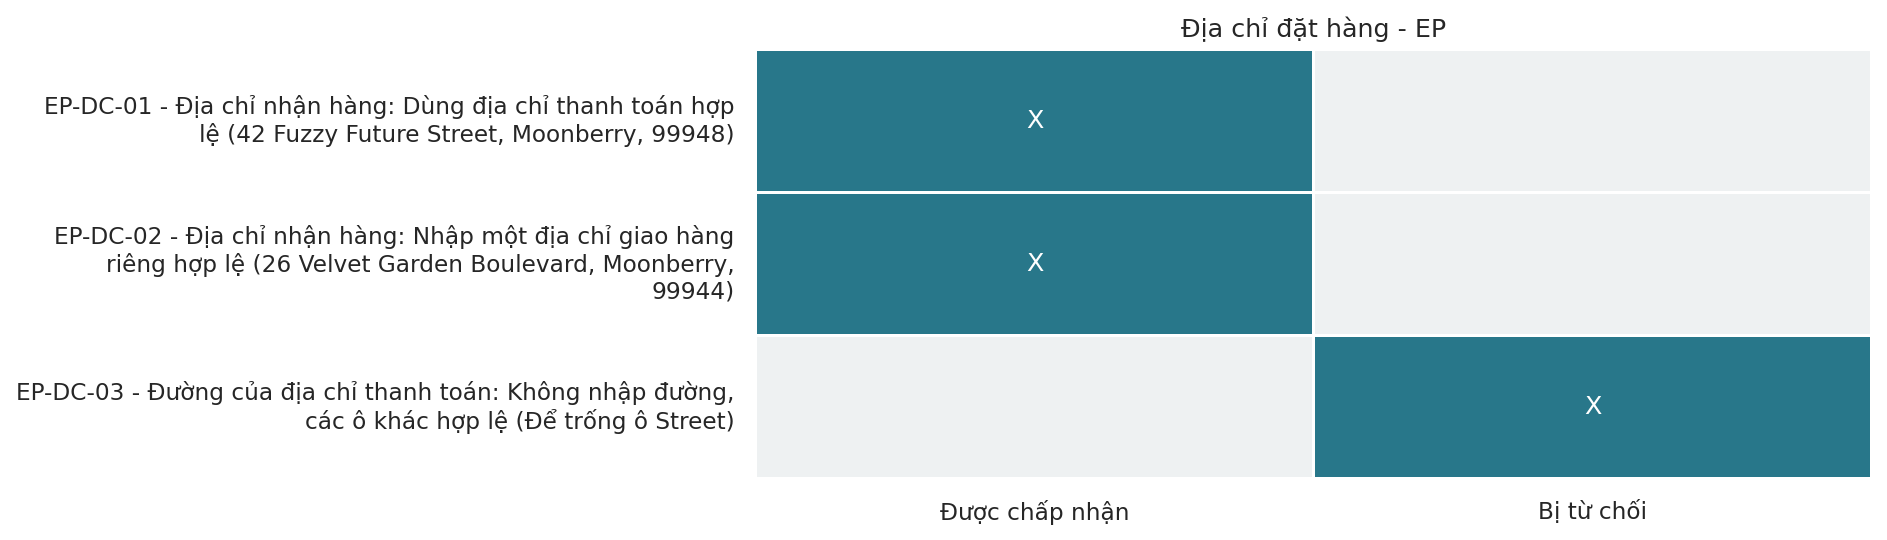 Địa chỉ đặt hàng - EP
EP-DC-01 - Địa chỉ nhận hàng: Dùng địa chỉ thanh toán hợp
lệ (42 Fuzzy Future Street, Moonberry, 99948)
X
EP-DC-02 - Địa chỉ nhận hàng: Nhập một địa chỉ giao hàng
riêng hợp lệ (26 Velvet Garden Boulevard, Moonberry,
99944)
X
EP-DC-03 - Đường của địa chỉ thanh toán: Không nhập đường,
các ô khác hợp lệ (Để trống ô Street)
X
Được chấp nhận
Bị từ chối